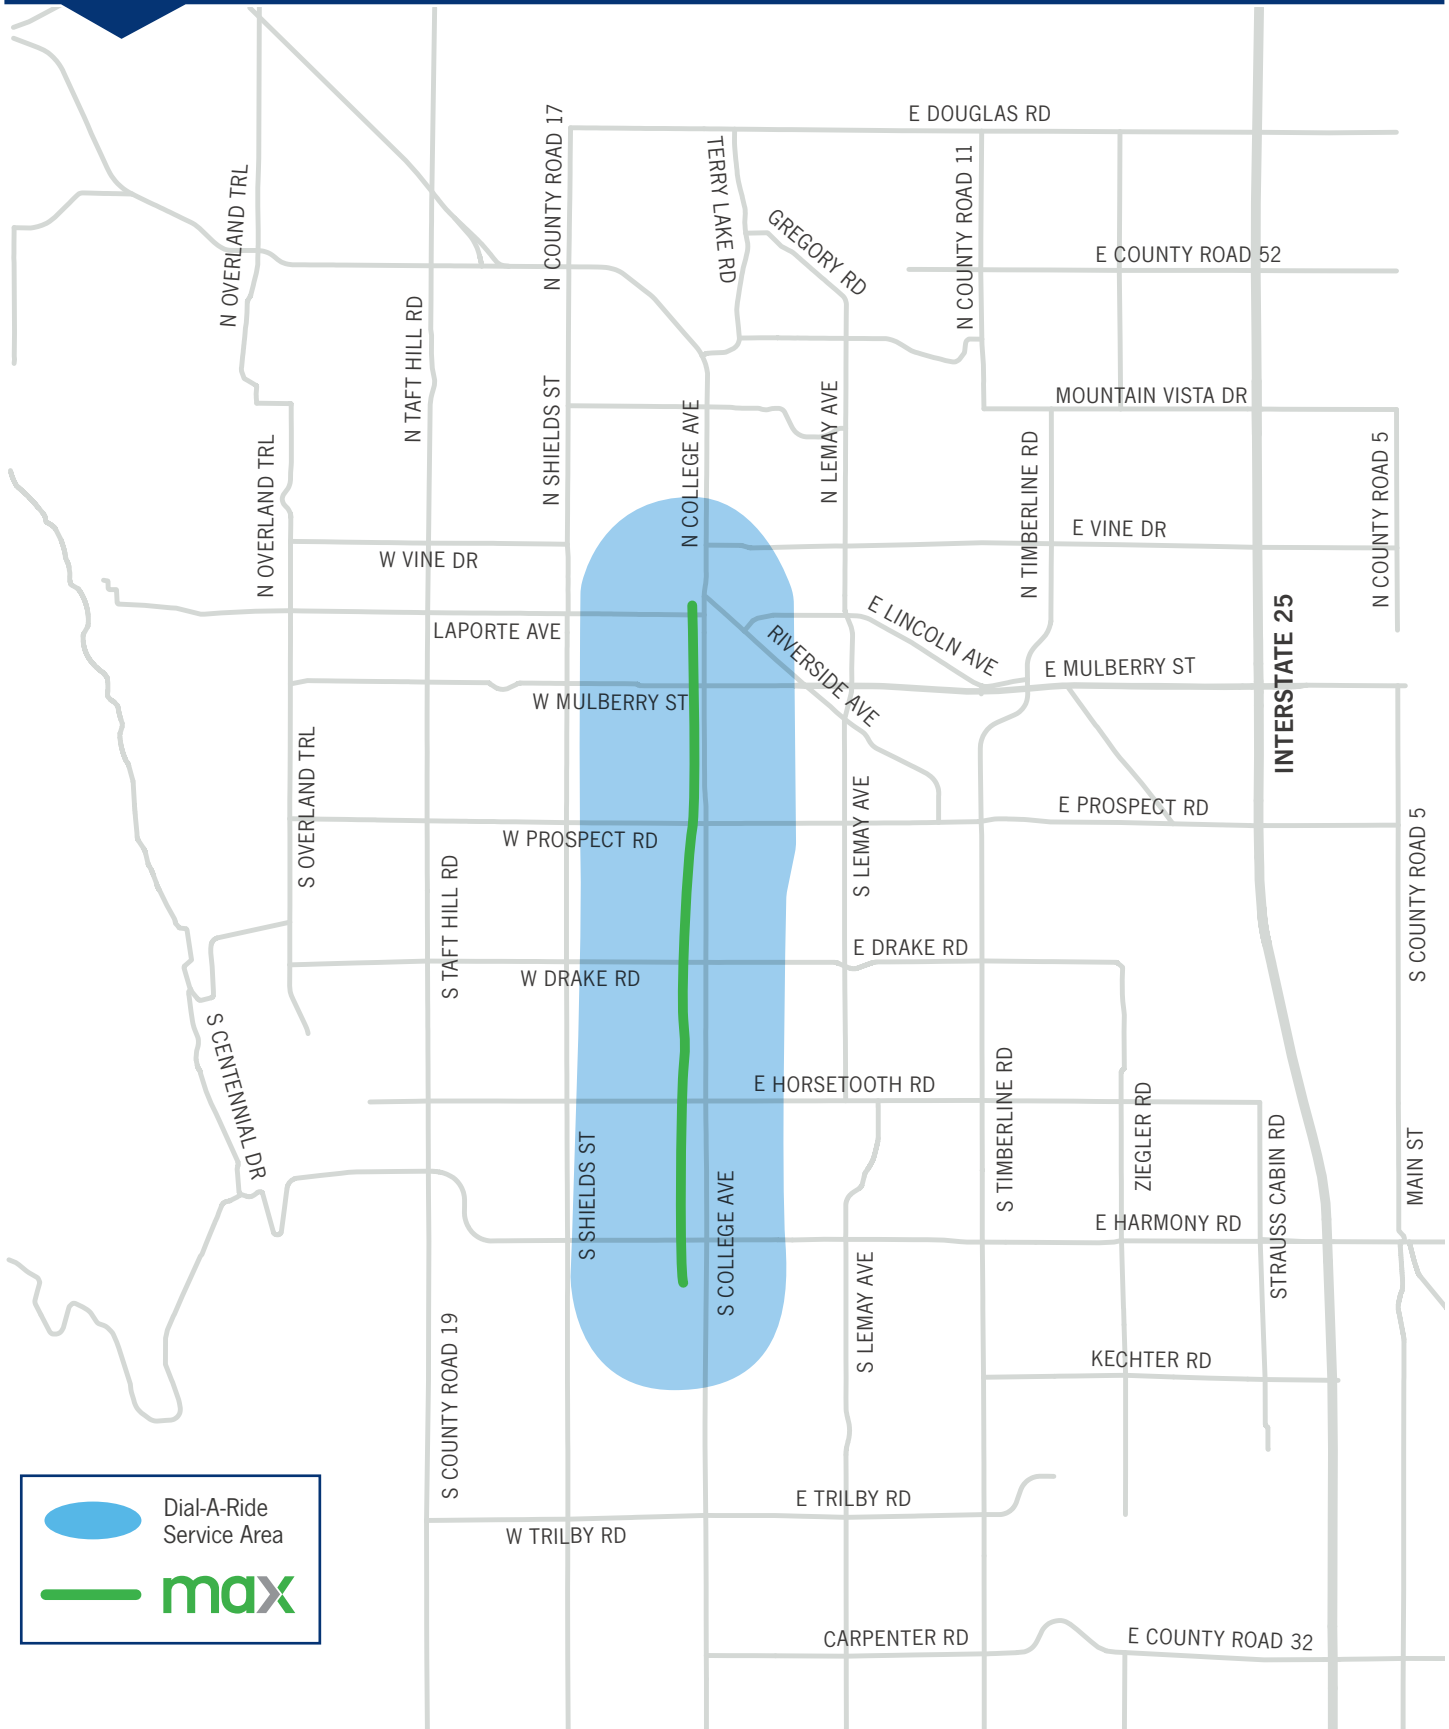 E DOUGLAS RD
N COUNTY ROAD 17
TERRY LAKE RD
N COUNTY ROAD 11
N OVERLAND TRL
GREGORY RD
E COUNTY ROAD 52
N TAFT HILL RD
N SHIELDS ST
N COLLEGE AVE
N LEMAY AVE
MOUNTAIN VISTA DR
N OVERLAND TRL
N TIMBERLINE RD
N COUNTY ROAD 5
E VINE DR
W VINE DR
LAPORTE AVE
E LINCOLN AVE
RIVERSIDE AVE
INTERSTATE 25
E MULBERRY ST
W MULBERRY ST
S OVERLAND TRL
S LEMAY AVE
E PROSPECT RD
W PROSPECT RD
S COUNTY ROAD 5
S TAFT HILL RD
E DRAKE RD
W DRAKE RD
S CENTENNIAL DR
E HORSETOOTH RD
S TIMBERLINE RD
ZIEGLER RD
STRAUSS CABIN RD
MAIN ST
S SHIELDS ST
S COLLEGE AVE
E HARMONY RD
S LEMAY AVE
S COUNTY ROAD 19
KECHTER RD
E TRILBY RD
W TRILBY RD
Dial-A-Ride
Service Area
max
CARPENTER RD
E COUNTY ROAD 32